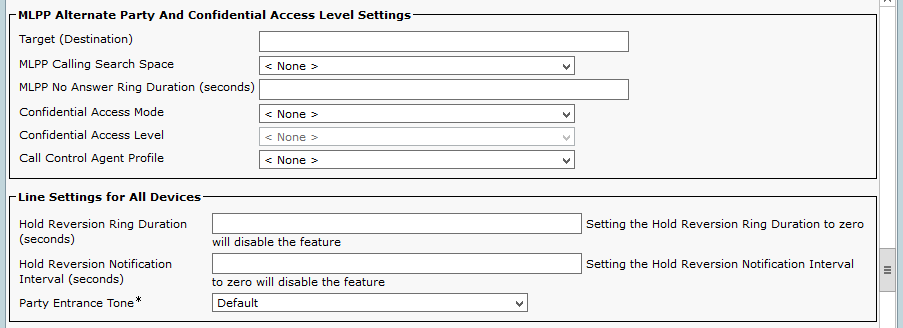 MLPP Alternate Party And Confidential Access Level Settings
Target (Destination)
MLPP Calling Search Space < None >
MLPP No Answer Ring Duration (seconds)
Confidential Access Mode < None >
Confidential Access Level < None >
Call Control Agent Profile < None >
Line Settings for All Devices
Hold Reversion Ring Duration (seconds) Setting the Hold Reversion Ring Duration to zero
will disable the feature
Hold Reversion Notification Interval (seconds) Setting the Hold Reversion Notification Interval
to zero will disable the feature
Party Entrance Tone* Default